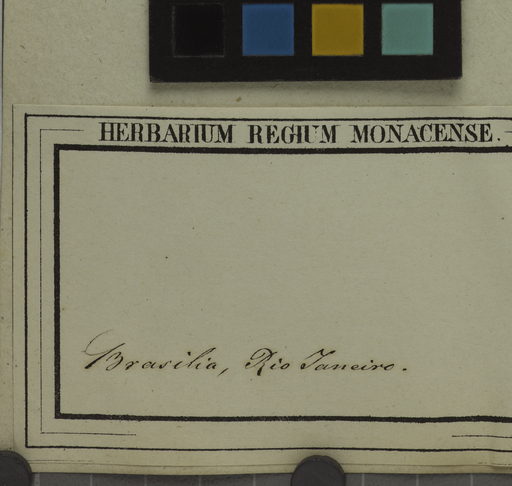 HERBARIUM REGIUM MONACENSE.
Brasilia, Rio Janeiro.